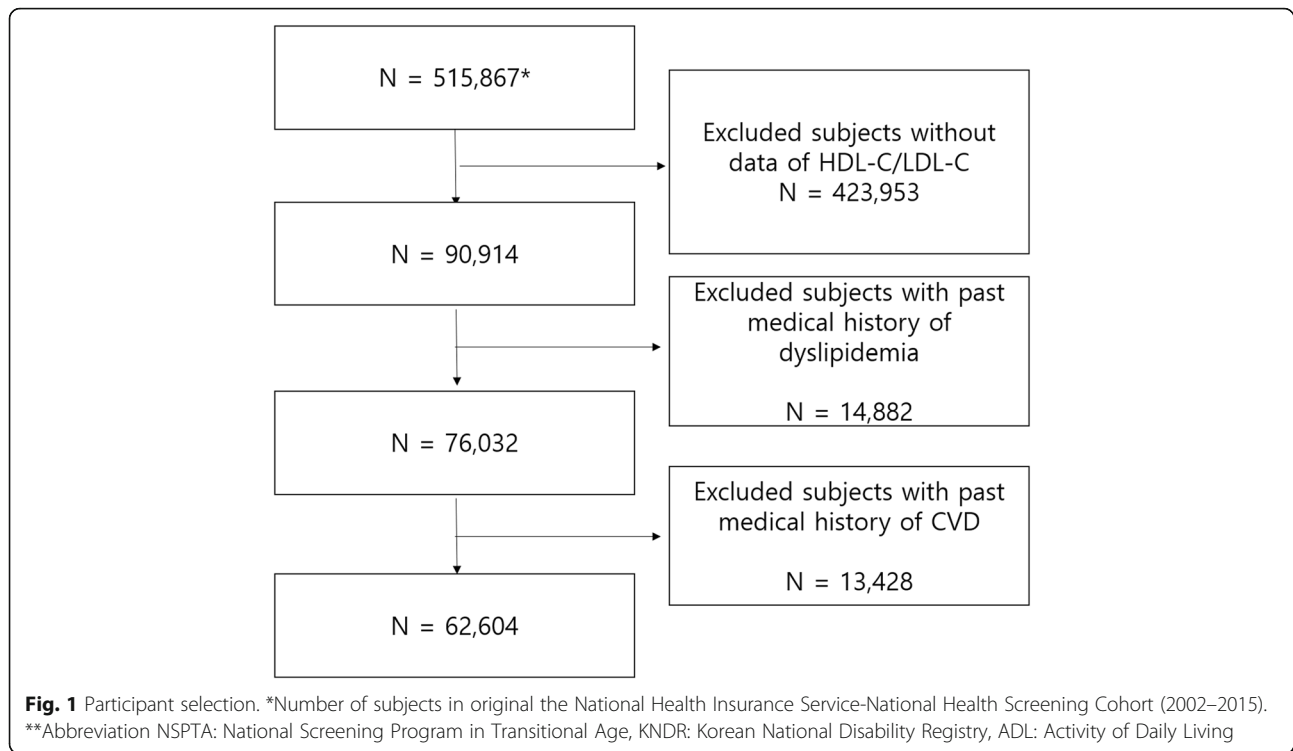 N = 515,867*
Excluded subjects without
data of HDL-C/LDL-C
N = 423,953
N = 90,914
Excluded subjects with past
medical history of
dyslipidemia
N = 14,882
N = 76,032
Excluded subjects with past
medical history of CVD
N = 13,428
N = 62,604
Fig. 1 Participant selection. *Number of subjects in original the National Health Insurance Service-National Health Screening Cohort (2002–2015).
**Abbreviation NSPTA: National Screening Program in Transitional Age, KNDR: Korean National Disability Registry, ADL: Activity of Daily Living